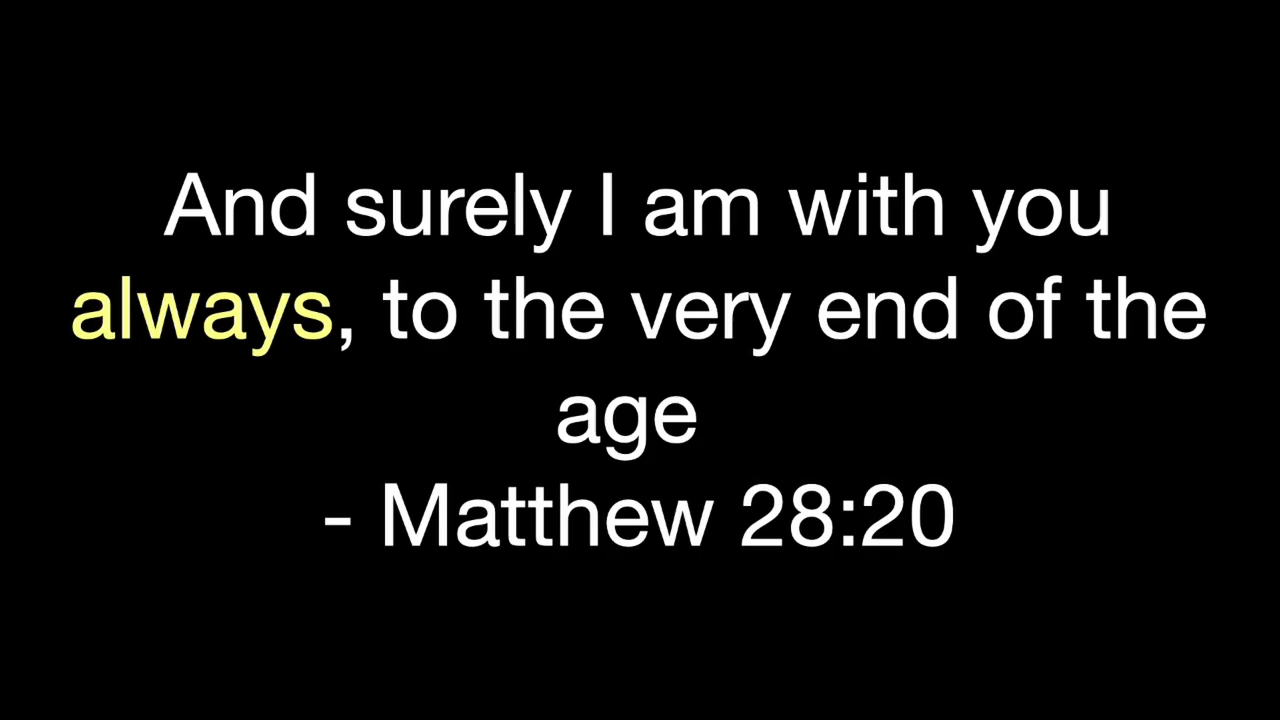 And surely I am with you
always, to the very end of the
age
- Matthew 28:20